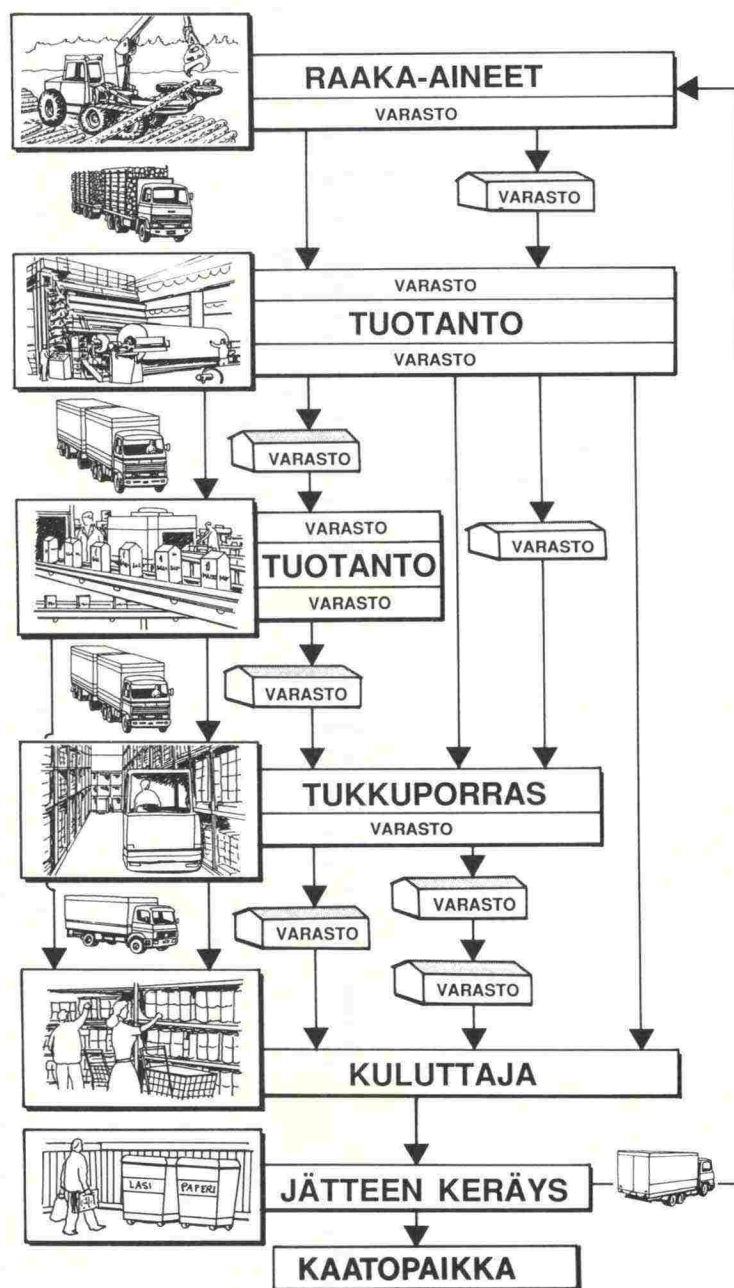 RAAKA-AINEET
VARASTO
VARASTO
VARASTO
TUOTANTO
VARASTO
VARASTO
VARASTO
TUOTANTO
VARASTO
VARASTO
VARASTO
TUKKUPORRAS
VARASTO
VARASTO
VARASTO
VARASTO
KULUTTAJA
LASI
PAPERI
JÄTTEEN KERÄYS
KAATOPAIKKA